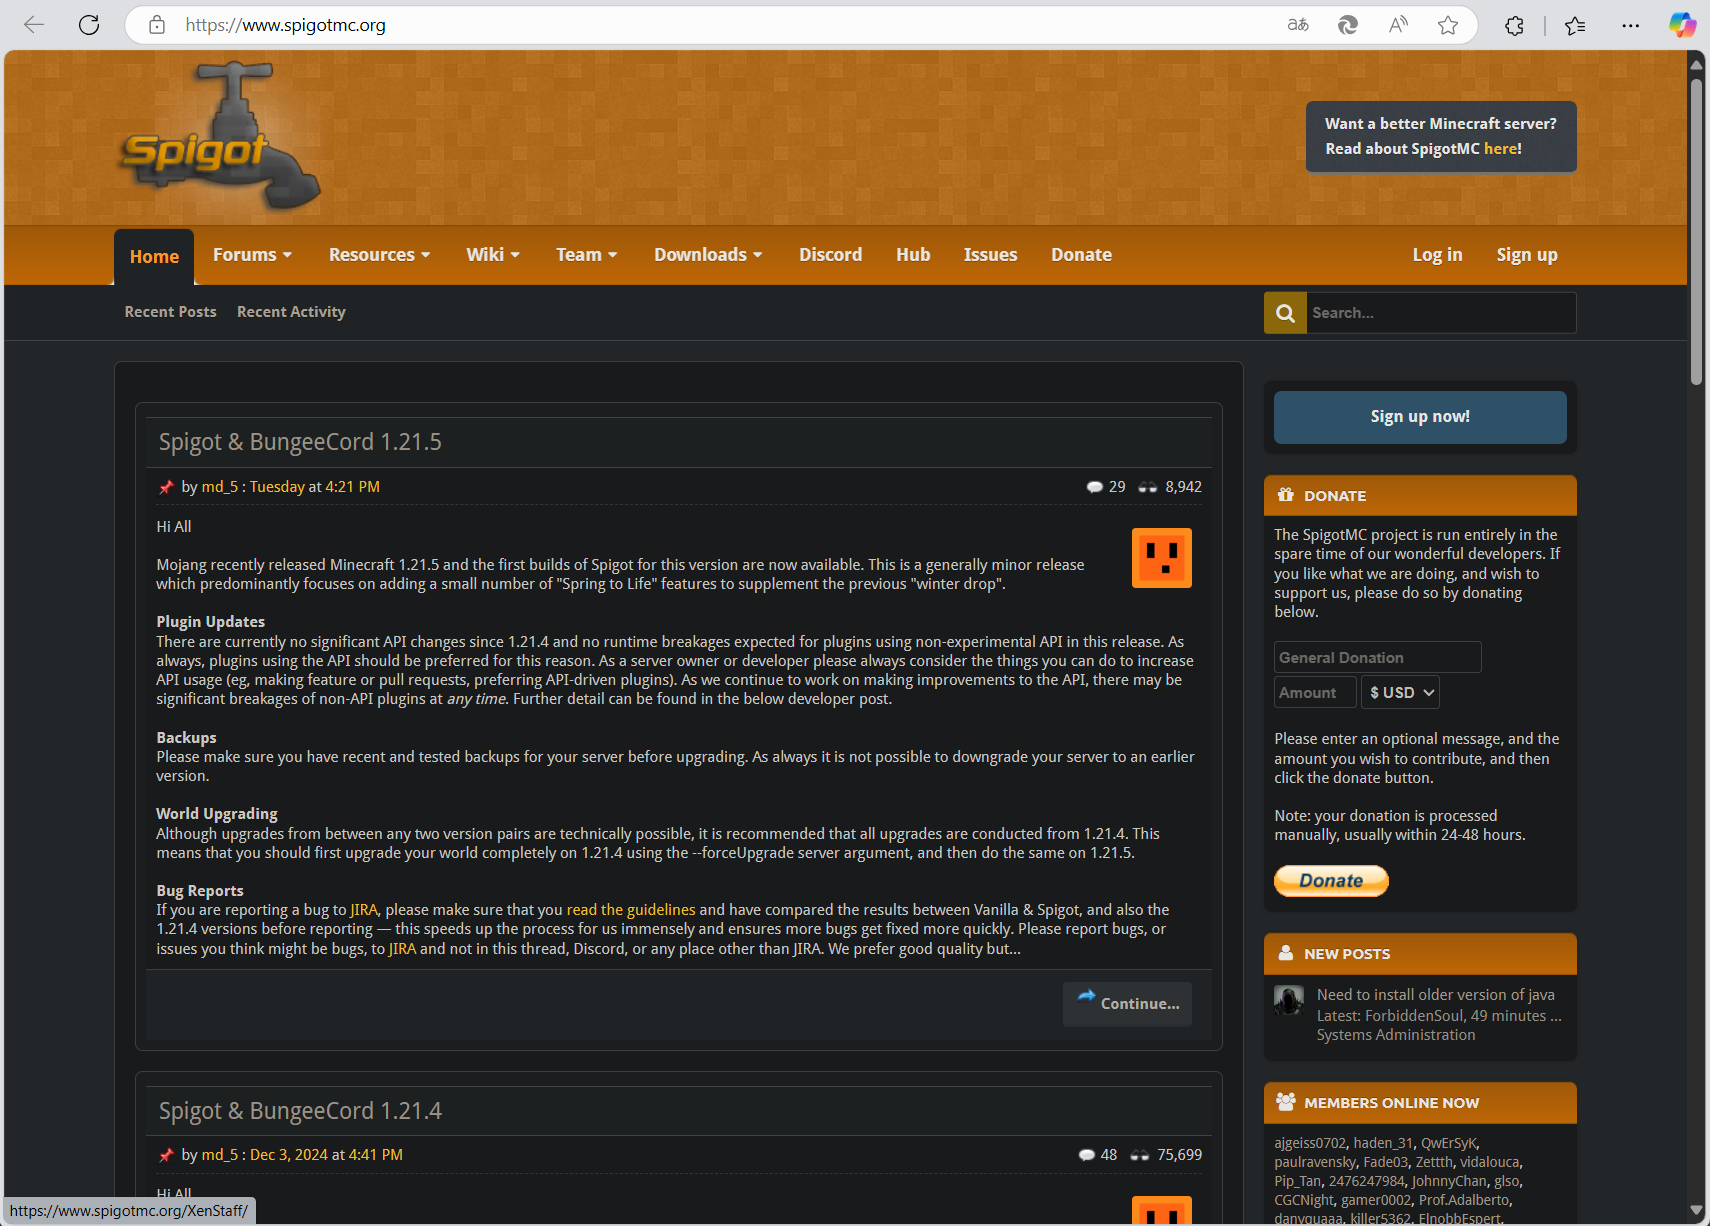 https://www.spigotmc.org
Spigot
Want a better Minecraft server?
Read about SpigotMC here!
Home
Forums
Resources
Wiki
Team
Downloads
Discord
Hub
Issues
Donate
Log in
Sign up
Recent Posts
Recent Activity
Search...
Spigot & BungeeCord 1.21.5
by md_5 : Tuesday at 4:21 PM
29
8,942
Hi All
Mojang recently released Minecraft 1.21.5 and the first builds of Spigot for this version are now available. This is a generally minor release
which predominantly focuses on adding a small number of "Spring to Life" features to supplement the previous "winter drop".
Plugin Updates
There are currently no significant API changes since 1.21.4 and no runtime breakages expected for plugins using non-experimental API in this release. As
always, plugins using the API should be preferred for this reason. As a server owner or developer please always consider the things you can do to increase
API usage (eg, making feature or pull requests, preferring API-driven plugins). As we continue to work on making improvements to the API, there may be
significant breakages of non-API plugins at any time. Further detail can be found in the below developer post.
Backups
Please make sure you have recent and tested backups for your server before upgrading. As always it is not possible to downgrade your server to an earlier
version.
World Upgrading
Although upgrades from between any two version pairs are technically possible, it is recommended that all upgrades are conducted from 1.21.4. This
means that you should first upgrade your world completely on 1.21.4 using the --forceUpgrade server argument, and then do the same on 1.21.5.
Bug Reports
If you are reporting a bug to JIRA, please make sure that you read the guidelines and have compared the results between Vanilla & Spigot, and also the
1.21.4 versions before reporting — this speeds up the process for us immensely and ensures more bugs get fixed more quickly. Please report bugs, or
issues you think might be bugs, to JIRA and not in this thread, Discord, or any place other than JIRA. We prefer good quality but...
Continue...
Spigot & BungeeCord 1.21.4
by md_5 : Dec 3, 2024 at 4:41 PM
48
75,699
Hi All
https://www.spigotmc.org/XenStaff/
Sign up now!
DONATE
The SpigotMC project is run entirely in the
spare time of our wonderful developers. If
you like what we are doing, and wish to
support us, please do so by donating
below.
General Donation
Amount
$ USD
Please enter an optional message, and the
amount you wish to contribute, and then
click the donate button.
Note: your donation is processed
manually, usually within 24-48 hours.
Donate
NEW POSTS
Need to install older version of java
Latest: ForbiddenSoul, 49 minutes ...
Systems Administration
MEMBERS ONLINE NOW
ajgeiss0702, haden_31, QwErSyK,
paulravensky, Fade03, Zettth, vidalouca,
Pip_Tan, 2476247984, JohnnyChan, glso,
CGCNight, gamer0002, Prof.Adalberto,
danyguaaa, killer5362, ElnobbEspert,